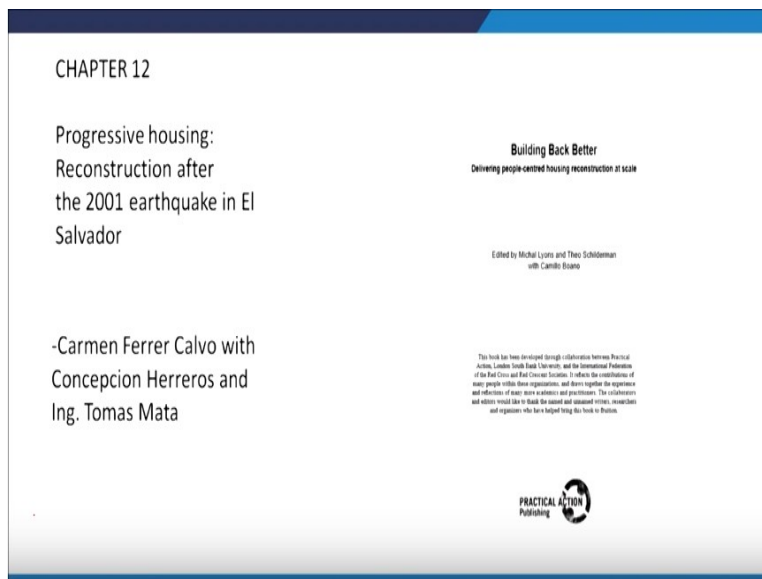 CHAPTER 12
Progressive housing:
Reconstruction after
the 2001 earthquake in El
Salvador
-Carmen Ferrer Calvo with
Concepcion Herreros and
Ing. Tomas Mata
Building Back Better
Delivering people-centred housing reconstruction at scale
Edited by Michal Lyons and Theo Schilderman
with Camillo Boano
This book has been developed through collaboration between Practical
Action, London South Bank University, and the International Federation
of the Red Cross and Red Crescent Societies. It reflects the contributions of
many people within these organizations, and draws together the experience
and reflections of many more academics and practitioners. The collaborators
and editors would like to thank the named and unnamed writers, researchers
and organizers who have helped bring this book to fruition.
PRACTICAL ACTION
Publishing